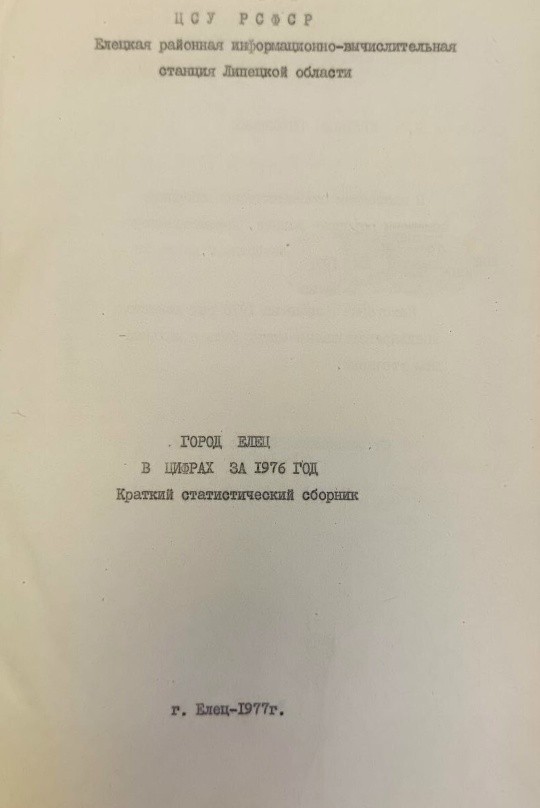 ЦСУ РСФСР
Елецкая районная информационно-вычислительная
станция Липецкой области
ГОРОД ЕЛЕЦ
В ЦИФРАХ ЗА 1976 ГОД
Краткий статистический сборник
г. Елец-1977г.